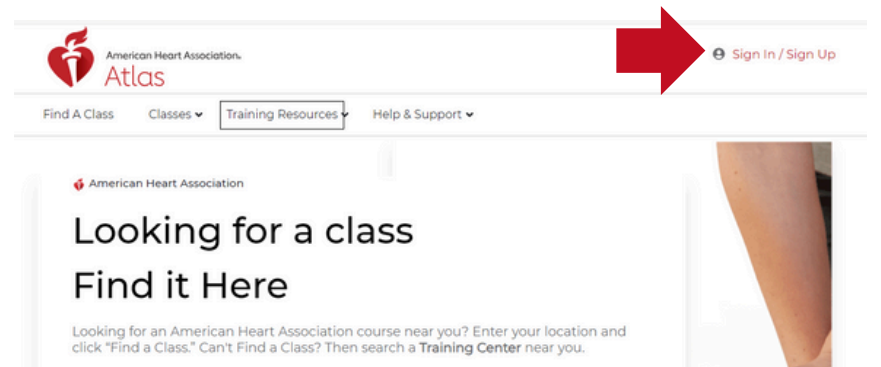 American Heart Association.
Atlas
Sign In / Sign Up
Find A Class Classes Training Resources Help & Support
American Heart Association
Looking for a class
Find it Here
Looking for an American Heart Association course near you? Enter your location and
click “Find a Class.” Can't Find a Class? Then search a Training Center near you.